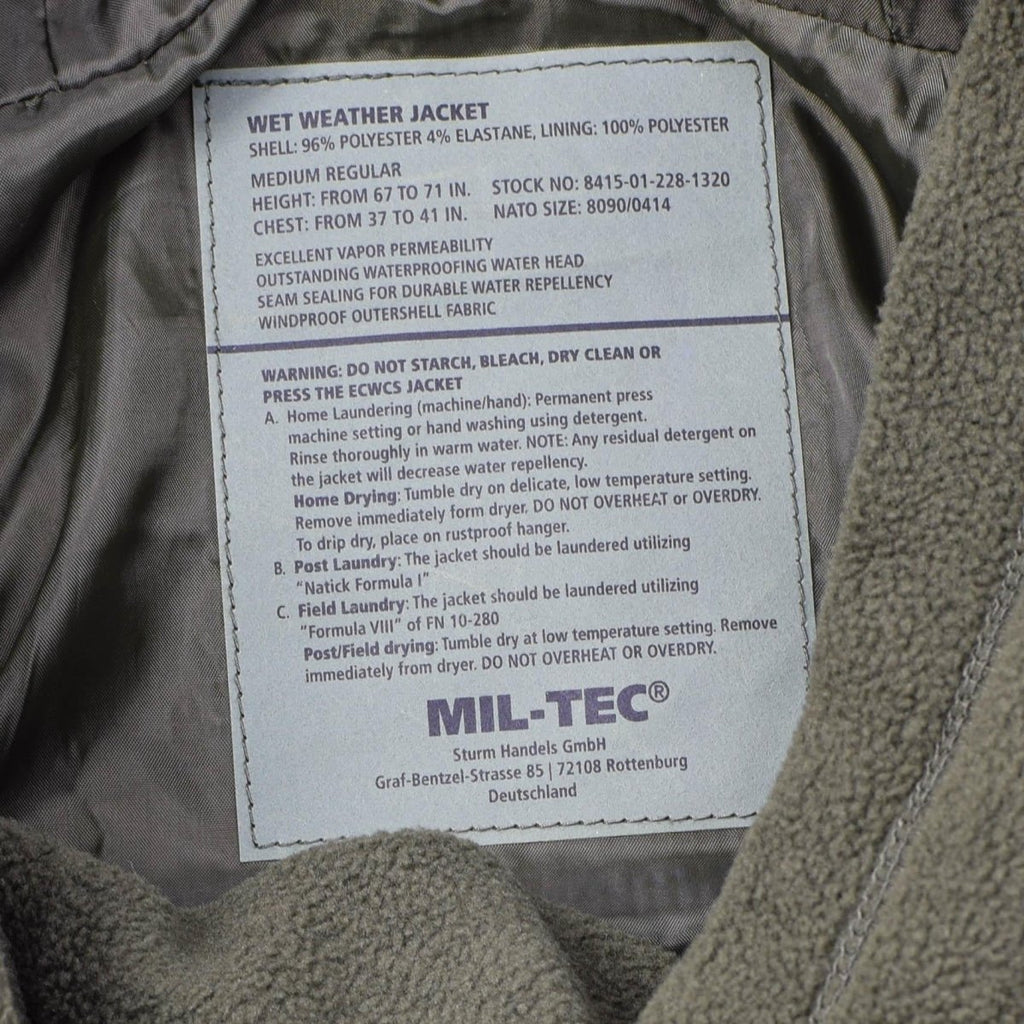 WET WEATHER JACKET
SHELL: 96% POLYESTER 4% ELASTANE, LINING: 100% POLYESTER
MEDIUM REGULAR
HEIGHT: FROM 67 TO 71 IN. STOCK NO: 8415-01-228-1320
CHEST: FROM 37 TO 41 IN. NATO SIZE: 8090/0414
EXCELLENT VAPOR PERMEABILITY
OUTSTANDING WATERPROOFING WATER HEAD
SEAM SEALING FOR DURABLE WATER REPELLENCY
WINDPROOF OUTERSHELL FABRIC
WARNING: DO NOT STARCH, BLEACH, DRY CLEAN OR
PRESS THE ECWCS JACKET
A. Home Laundering (machine/hand): Permanent press
machine setting or hand washing using detergent.
Rinse thoroughly in warm water. NOTE: Any residual detergent on
the jacket will decrease water repellency.
Home Drying: Tumble dry on delicate, low temperature setting.
Remove immediately form dryer. DO NOT OVERHEAT or OVERDRY.
To drip dry, place on rustproof hanger.
B. Post Laundry: The jacket should be laundered utilizing
"Natick Formula I"
C. Field Laundry: The jacket should be laundered utilizing
"Formula VIII" of FN 10-280
Post/Field drying: Tumble dry at low temperature setting. Remove
immediately from dryer. DO NOT OVERHEAT OR OVERDRY.
MIL-TEC®
Sturm Handels GmbH
Graf-Bentzel-Strasse 85 | 72108 Rottenburg
Deutschland